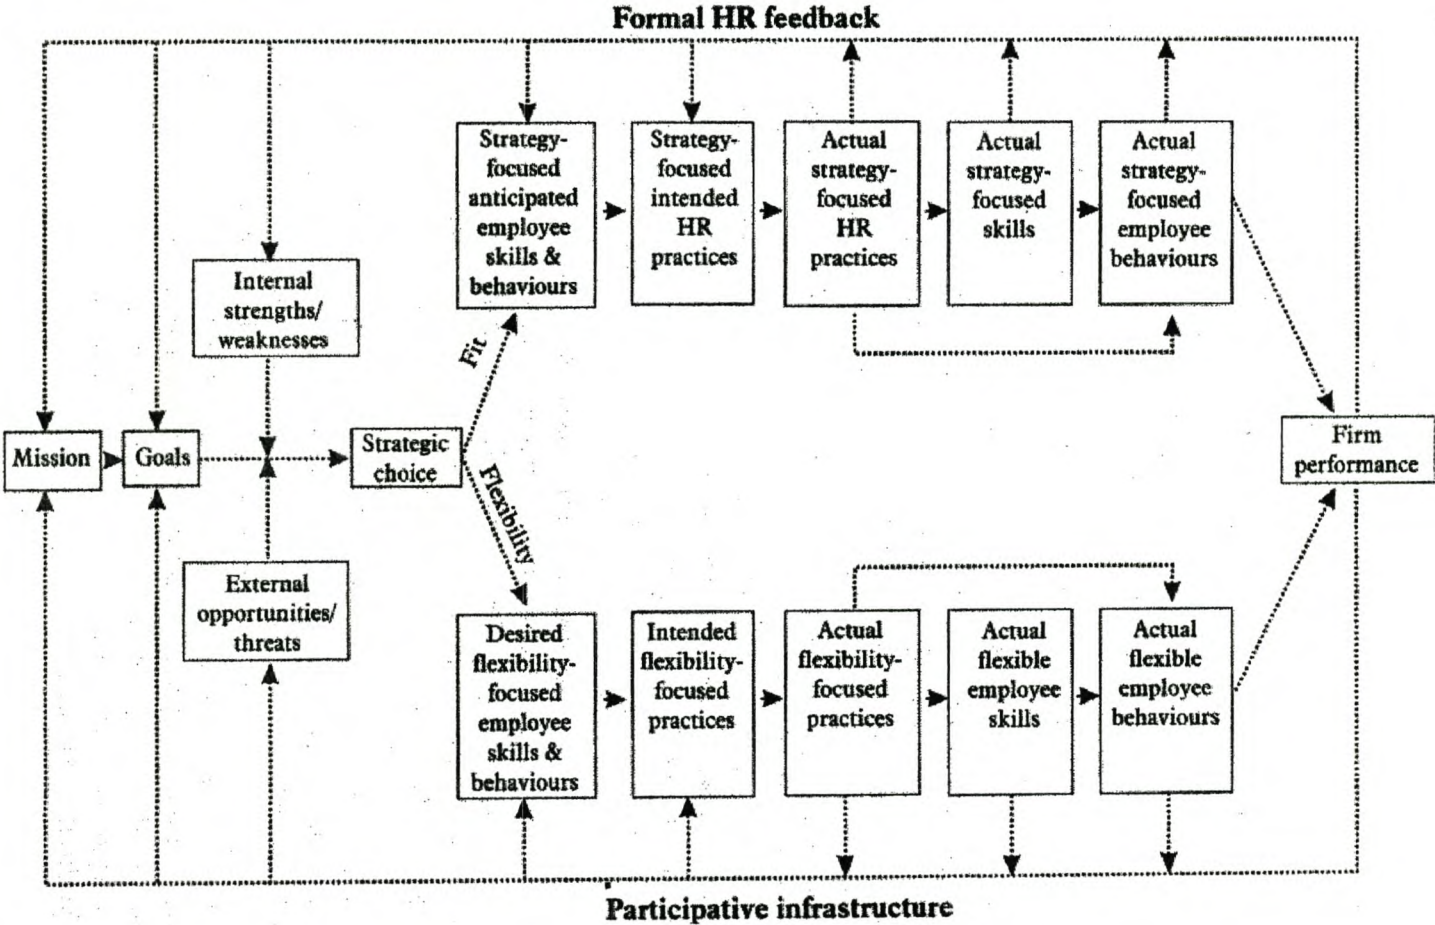 Formal HR feedback
Strategy-
focused
anticipated
employee
skills &
behaviours
Strategy-
focused
intended
HR
practices
Actual
strategy-
focused
HR
practices
Actual
strategy-
focused
skills
Actual
strategy-
focused
employee
behaviours
Internal
strengths/
weaknesses
Fit
Mission
Goals
Strategic
choice
Firm
performance
Flexibility
External
opportunities/
threats
Desired
flexibility-
focused
employee
skills &
behaviours
Intended
flexibility-
focused
practices
Actual
flexibility-
focused
practices
Actual
flexible
employee
skills
Actual
flexible
employee
behaviours
Participative infrastructure